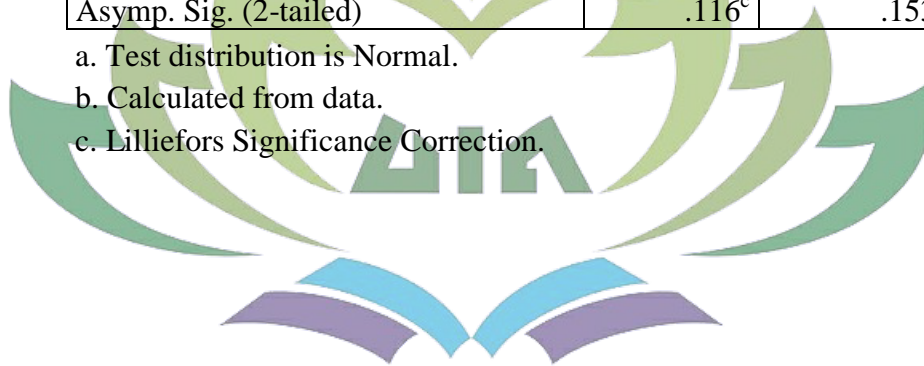 Asymp. Sig. (2-tailed) .116ᶜ
a. Test distribution is Normal.
b. Calculated from data.
c. Lilliefors Significance Correction.